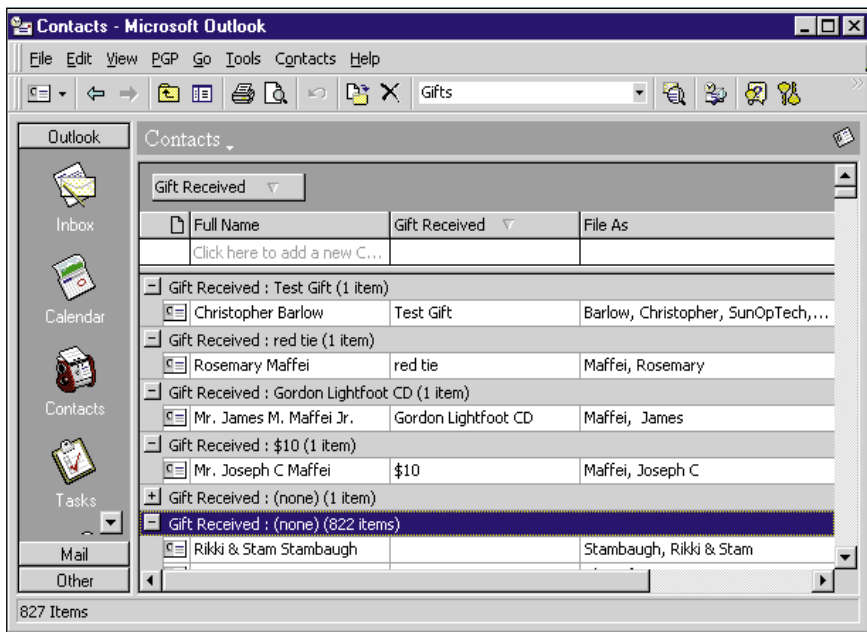 Contacts - Microsoft Outlook
File Edit View PGP Go Tools Contacts Help
Gifts
Outlook
Contacts
Gift Received
Inbox
Full Name Gift Received File As
Click here to add a new C...
Gift Received : Test Gift (1 item)
Christopher Barlow Test Gift Barlow, Christopher, SunOpTech,...
Calendar
Gift Received : red tie (1 item)
Rosemary Maffei red tie Maffei, Rosemary
Gift Received : Gordon Lightfoot CD (1 item)
Contacts
Mr. James M. Maffei Jr. Gordon Lightfoot CD Maffei, James
Gift Received : $10 (1 item)
Mr. Joseph C Maffei $10 Maffei, Joseph C
Tasks
Gift Received : (none) (1 item)
Gift Received : (none) (822 items)
Mail
Rikki & Stam Stambaugh Stambaugh, Rikki & Stam
Other
827 Items